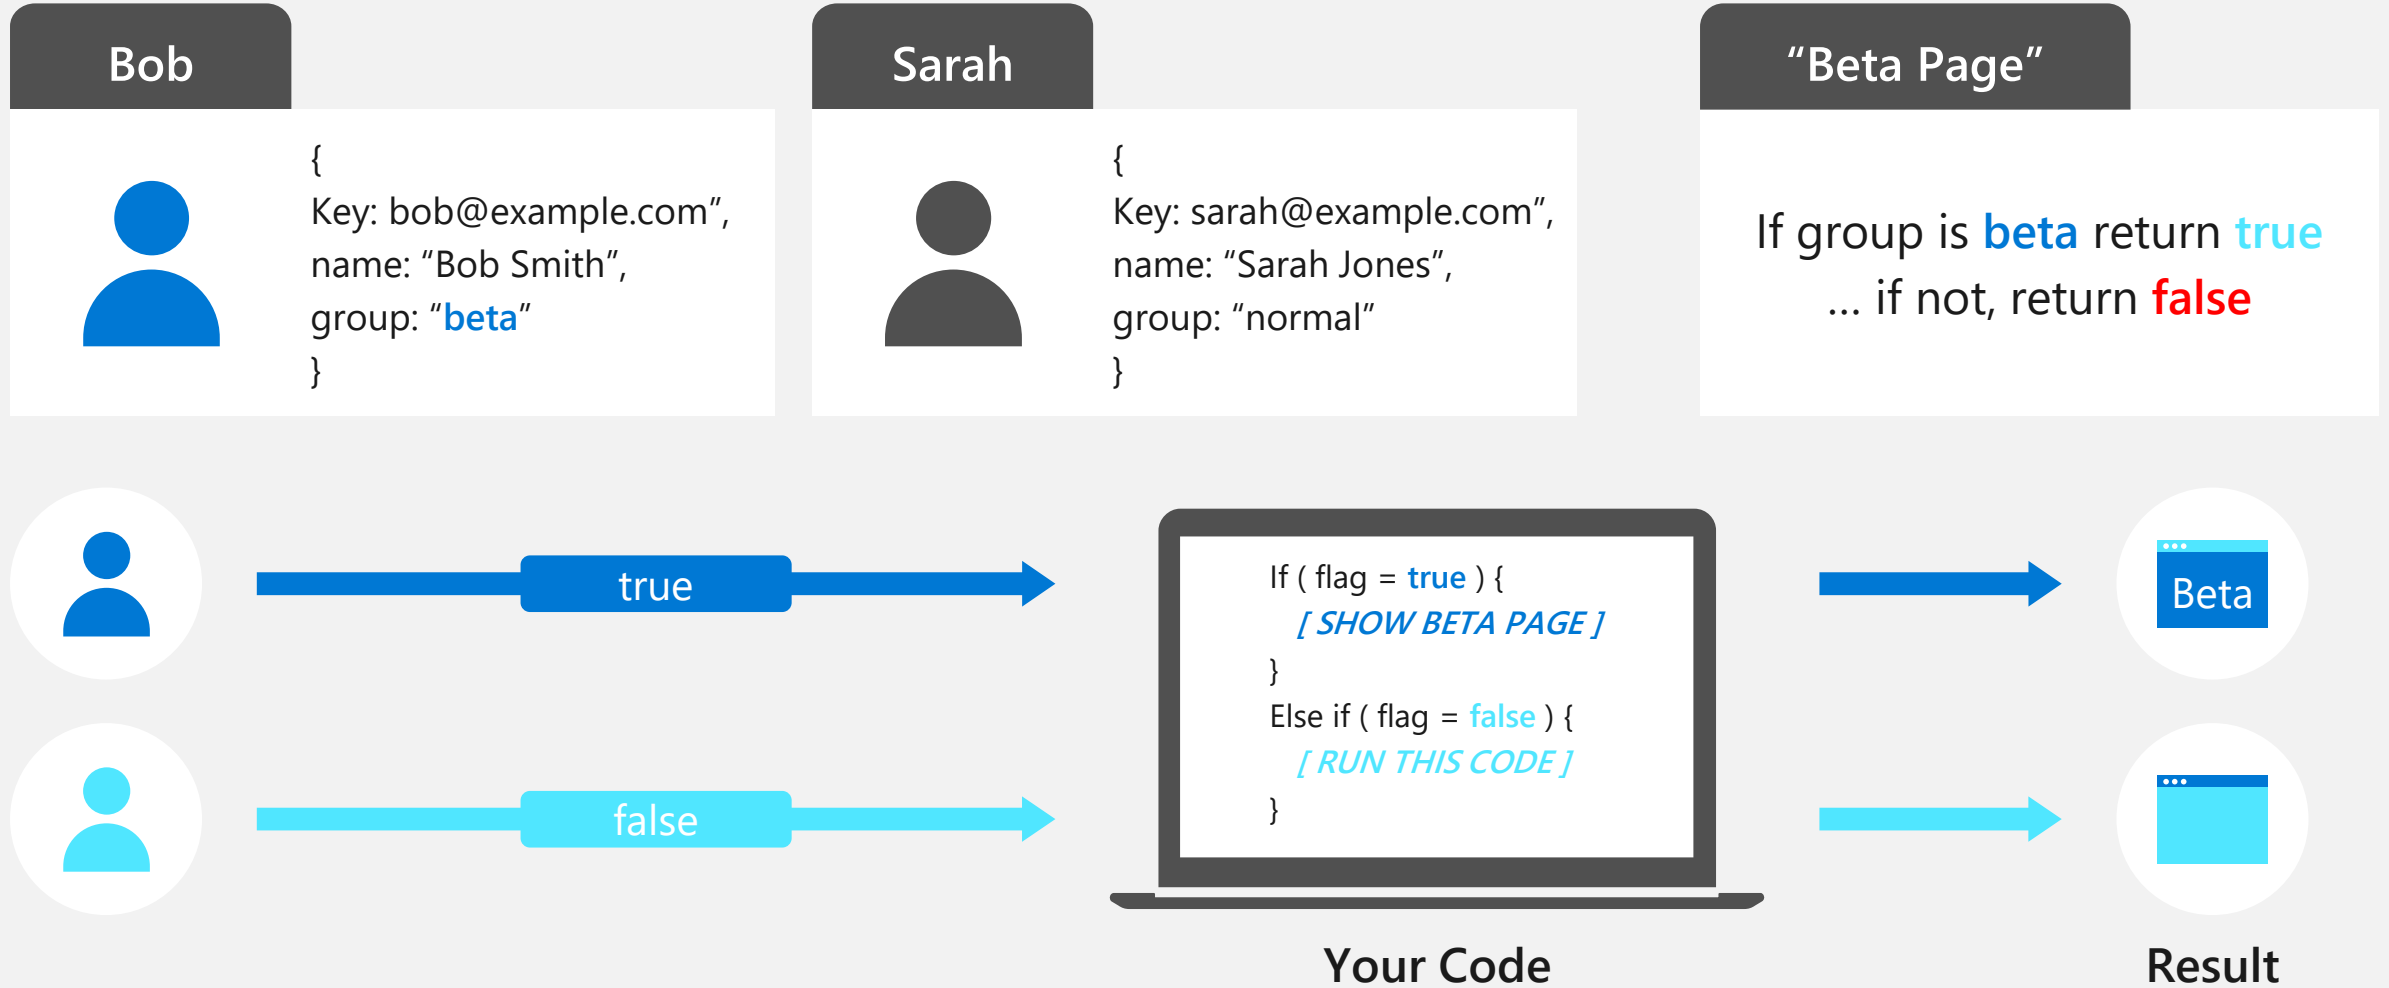 Bob
{
Key: bob@example.com”,
name: “Bob Smith”,
group: “beta”
}
Sarah
{
Key: sarah@example.com”,
name: “Sarah Jones”,
group: “normal”
}
“Beta Page”
If group is beta return true
... if not, return false
true
false
If ( flag = true ) {
[ SHOW BETA PAGE ]
}
Else if ( flag = false ) {
[ RUN THIS CODE ]
}
Your Code
Beta
Result